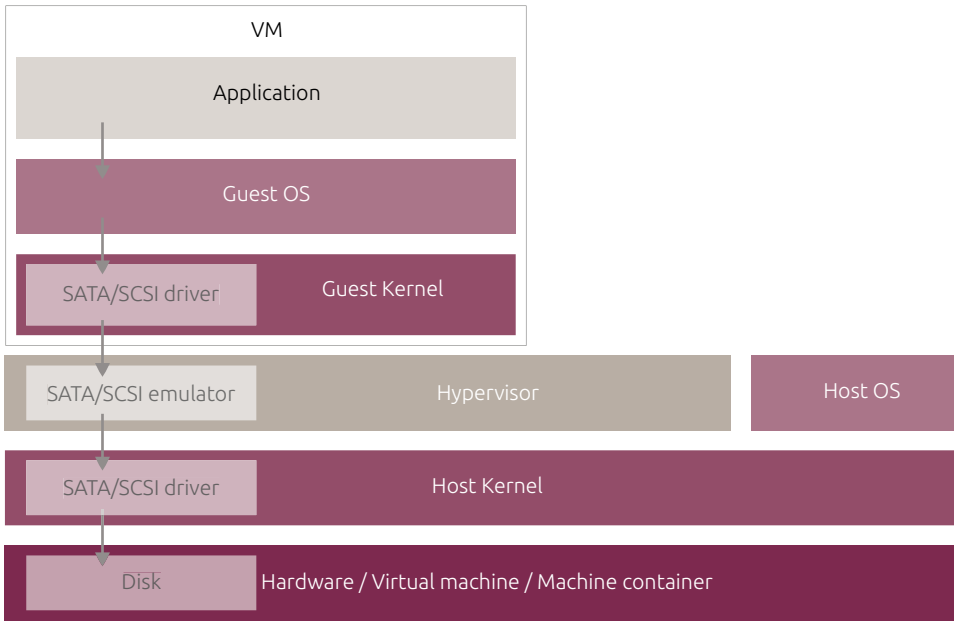 VM
Application
Guest OS
SATA/SCSI driver
Guest Kernel
SATA/SCSI emulator
Hypervisor
Host OS
SATA/SCSI driver
Host Kernel
Disk
Hardware / Virtual machine / Machine container